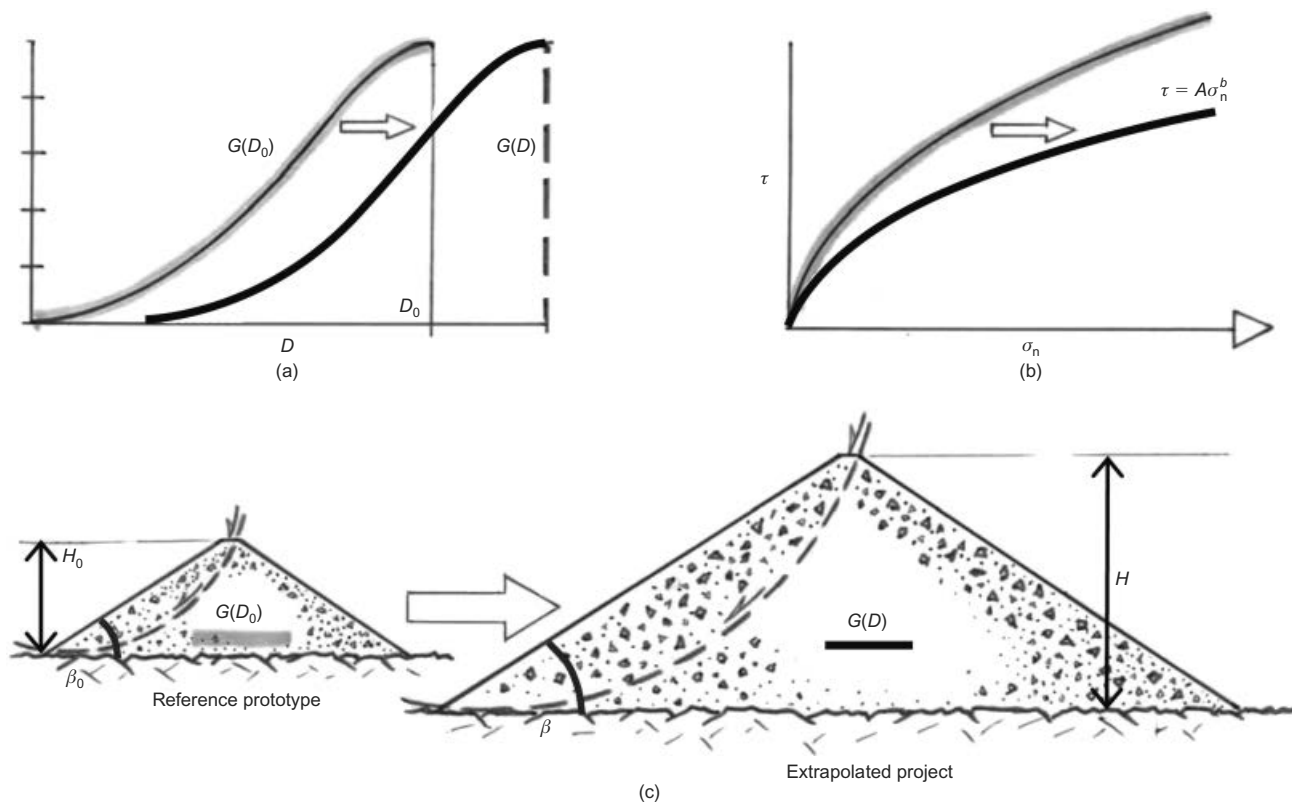 G(D₀)
G(D)
D₀
D
(a)
τ = Aσₙᵇ
τ
σₙ
(b)
H₀
G(D₀)
β₀
Reference prototype
G(D)
H
β
Extrapolated project
(c)